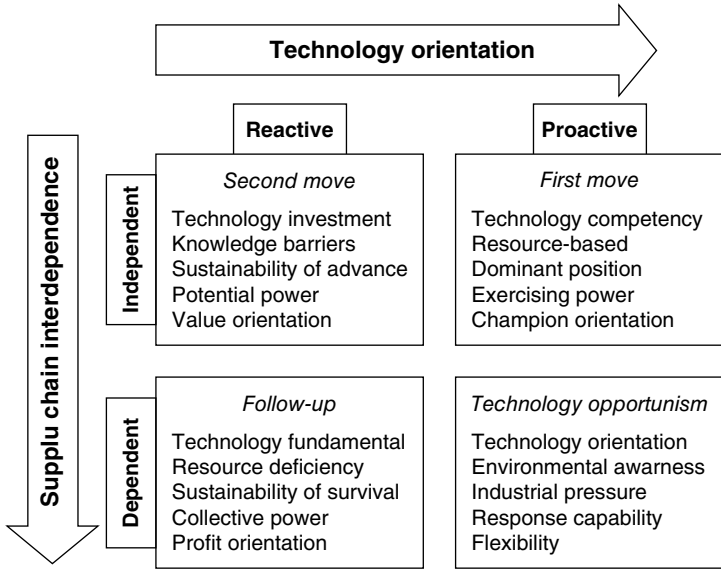 Technology orientation
Reactive
Proactive
Supplu chain interdependence
Independent
Second move
Technology investment
Knowledge barriers
Sustainability of advance
Potential power
Value orientation
First move
Technology competency
Resource-based
Dominant position
Exercising power
Champion orientation
Dependent
Follow-up
Technology fundamental
Resource deficiency
Sustainability of survival
Collective power
Profit orientation
Technology opportunism
Technology orientation
Environmental awarness
Industrial pressure
Response capability
Flexibility